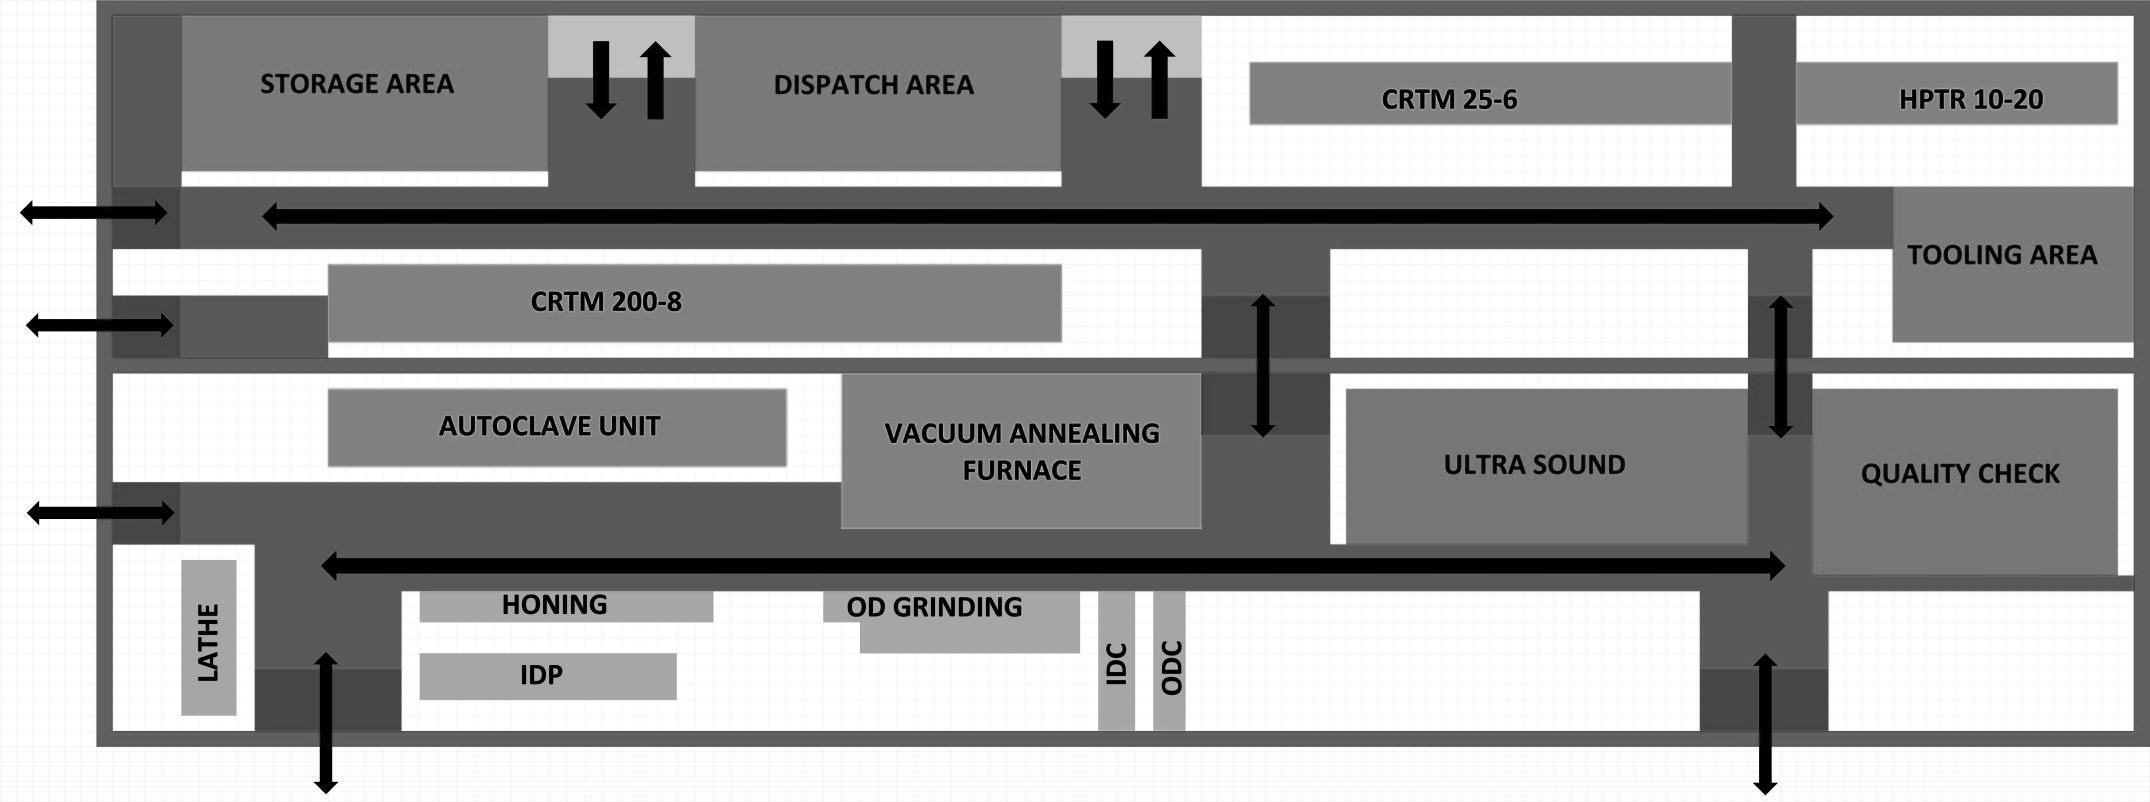 STORAGE AREA
DISPATCH AREA
CRTM 25-6
HPTR 10-20
TOOLING AREA
CRTM 200-8
AUTOCLAVE UNIT
VACUUM ANNEALING
FURNACE
ULTRA SOUND
QUALITY CHECK
LATHE
HONING
OD GRINDING
IDP
IDC
ODC